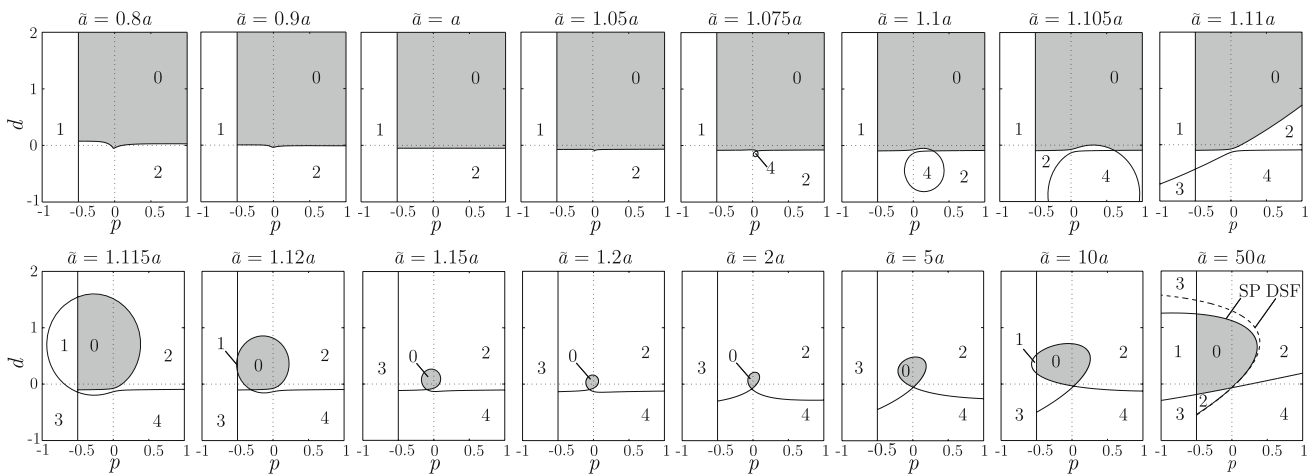 ã = 0.8a ã = 0.9a ã = a ã = 1.05a ã = 1.075a ã = 1.1a ã = 1.105a ã = 1.11a
2 0 0 0 0 0 0 0 0
1
1 1 1 1 1 1 1 1
d 0
2 2 2 2 4 2 4 2 2 4 2 4 3
-1
-1 -0.5 0 0.5 1 -1 -0.5 0 0.5 1 -1 -0.5 0 0.5 1 -1 -0.5 0 0.5 1 -1 -0.5 0 0.5 1 -1 -0.5 0 0.5 1 -1 -0.5 0 0.5 1 -1 -0.5 0 0.5 1
p p p p p p p p
ã = 1.115a ã = 1.12a ã = 1.15a ã = 1.2a ã = 2a ã = 5a ã = 10a ã = 50a
2 3 SP DSF
1
1 0 2 1 0 2 3 0 2 3 0 2 3 0 2 3 0 2 1 0 2 1 0 2
d 0
3 4 3 4 4 4 4 4 3 4 3 2 4
-1
-1 -0.5 0 0.5 1 -1 -0.5 0 0.5 1 -1 -0.5 0 0.5 1 -1 -0.5 0 0.5 1 -1 -0.5 0 0.5 1 -1 -0.5 0 0.5 1 -1 -0.5 0 0.5 1 -1 -0.5 0 0.5 1
p p p p p p p p